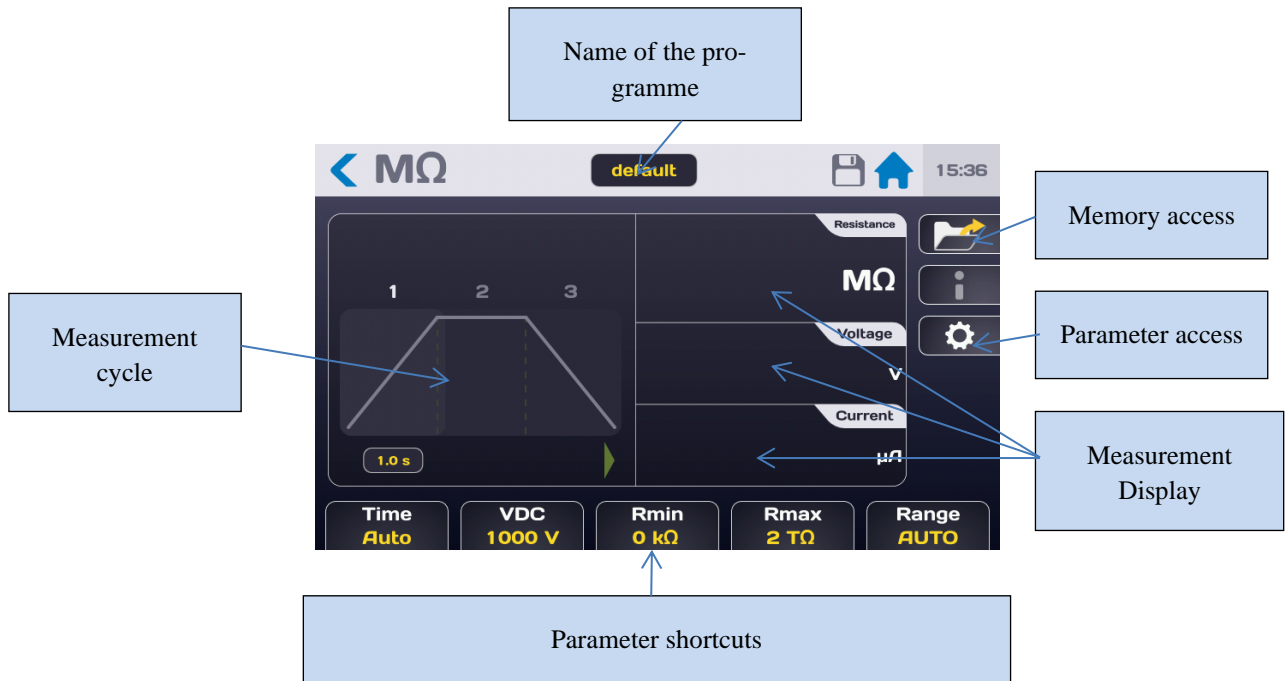 Name of the pro-
gramme
MΩ
default
15:36
Resistance
MΩ
Memory access
1 2 3
Measurement
cycle
Voltage
V
Parameter access
Current
µA
1.0 s
Measurement
Display
Time
Auto
VDC
1000 V
Rmin
0 kΩ
Rmax
2 TΩ
Range
AUTO
Parameter shortcuts